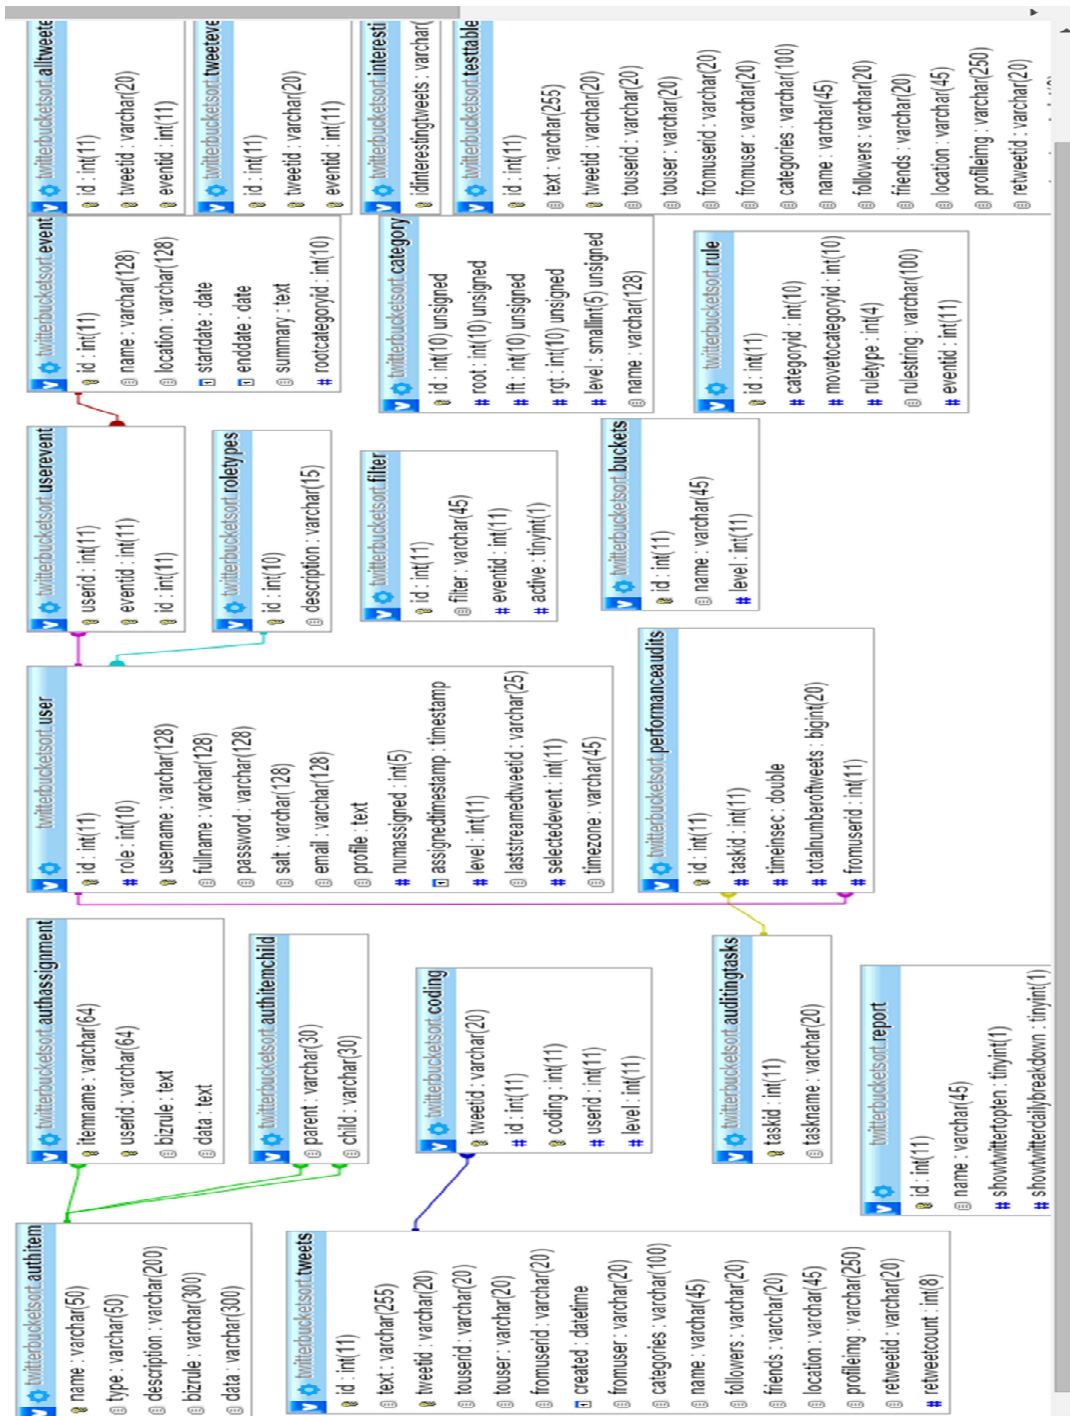 twitterbucketsort.authitem
name : varchar(50)
type : varchar(50)
description : varchar(200)
bizrule : varchar(300)
data : varchar(300)
twitterbucketsort.tweets
id : int(11)
text : varchar(255)
tweetid : varchar(20)
touserid : varchar(20)
touser : varchar(20)
fromuserid : varchar(20)
created : datetime
fromuser : varchar(20)
categories : varchar(100)
name : varchar(45)
followers : varchar(20)
friends : varchar(20)
location : varchar(45)
profileimg : varchar(250)
retweetid : varchar(20)
# retweetcount : int(8)
twitterbucketsort.authassignment
itemname : varchar(64)
userid : varchar(64)
bizrule : text
data : text
twitterbucketsort.authitemchild
parent : varchar(30)
child : varchar(30)
twitterbucketsort.coding
tweetid : varchar(20)
# id : int(11)
coding : int(11)
# userid : int(11)
# level : int(11)
twitterbucketsort.auditingtasks
taskid : int(11)
taskname : varchar(20)
twitterbucketsort.report
id : int(11)
name : varchar(45)
# showtwittertopten : tinyint(1)
# showtwitterdailybreakdown : tinyint(1)
twitterbucketsort.user
id : int(11)
# role : int(10)
username : varchar(128)
fullname : varchar(128)
password : varchar(128)
salt : varchar(128)
email : varchar(128)
profile : text
# numassigned : int(5)
assignedtimestamp : timestamp
# level : int(11)
laststreamedtweetid : varchar(25)
# selectedevent : int(11)
timezone : varchar(45)
twitterbucketsort.performanceaudits
id : int(11)
# taskid : int(11)
# timeinsec : double
# totalnumberoftweets : bigint(20)
# fromuserid : int(11)
twitterbucketsort.userevent
userid : int(11)
eventid : int(11)
id : int(11)
twitterbucketsort.roletypes
id : int(10)
description : varchar(15)
twitterbucketsort.filter
id : int(11)
filter : varchar(45)
# eventid : int(11)
# active : tinyint(1)
twitterbucketsort.buckets
id : int(11)
name : varchar(45)
# level : int(11)
twitterbucketsort.event
id : int(11)
name : varchar(128)
location : varchar(128)
startdate : date
enddate : date
summary : text
# rootcategoryid : int(10)
twitterbucketsort.category
id : int(10) unsigned
# root : int(10) unsigned
# lft : int(10) unsigned
# rgt : int(10) unsigned
# level : smallint(5) unsigned
name : varchar(128)
twitterbucketsort.rule
id : int(11)
# categoryid : int(10)
# movetocategoryid : int(10)
# ruletype : int(4)
rulestring : varchar(100)
# eventid : int(11)
twitterbucketsort.alltweete
id : int(11)
tweetid : varchar(20)
eventid : int(11)
twitterbucketsort.tweeteve
id : int(11)
tweetid : varchar(20)
eventid : int(11)
twitterbucketsort.interesti
idinterestingtweets : varchar(
twitterbucketsort.testtable
id : int(11)
text : varchar(255)
tweetid : varchar(20)
touserid : varchar(20)
touser : varchar(20)
fromuserid : varchar(20)
fromuser : varchar(20)
categories : varchar(100)
name : varchar(45)
followers : varchar(20)
friends : varchar(20)
location : varchar(45)
profileimg : varchar(250)
retweetid : varchar(20)